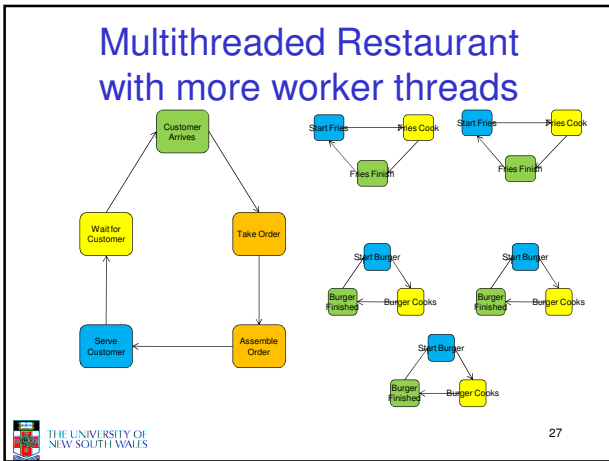 Multithreaded Restaurant
with more worker threads
Customer
Arrives
Wait for
Customer
Take Order
Serve
Customer
Assemble
Order
Start Fries
Fries Cook
Fries Finish
Start Fries
Fries Cook
Fries Finish
Start Burger
Burger
Finished
Burger Cooks
Start Burger
Burger
Finished
Burger Cooks
Start Burger
Burger
Finished
Burger Cooks
THE UNIVERSITY OF
NEW SOUTH WALES
27